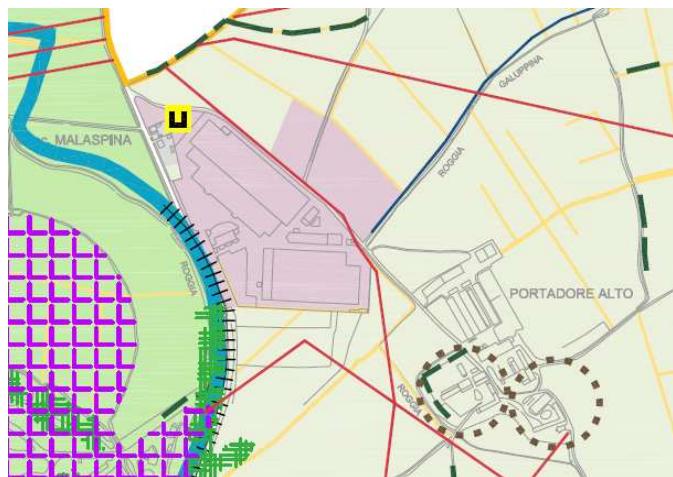 GALUPPINA
C. MALASPINA
ROGGIA
ROGGIA
PORTADORE ALTO
ROGGIA